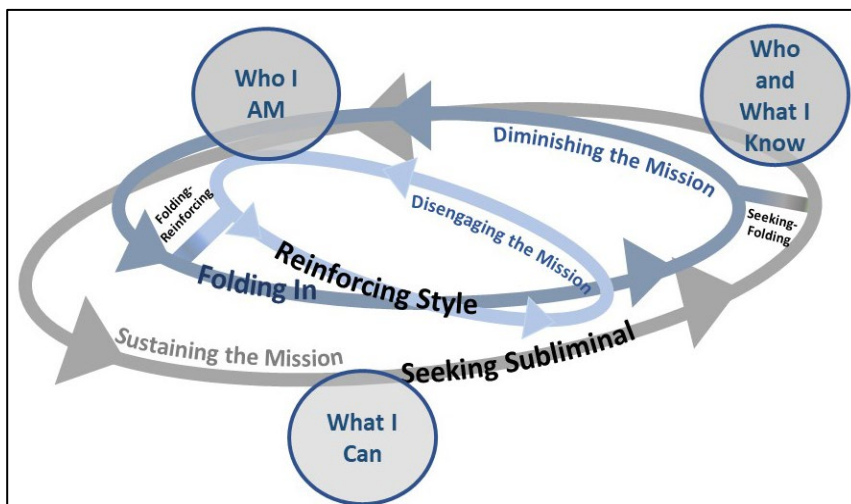 Who I
AM
Who
and
What I
Know
Diminishing the Mission
Folding-
Reinforcing
Disengaging the Mission
Seeking-
Folding
Reinforcing Style
Folding In
Sustaining the Mission
Seeking Subliminal
What I
Can